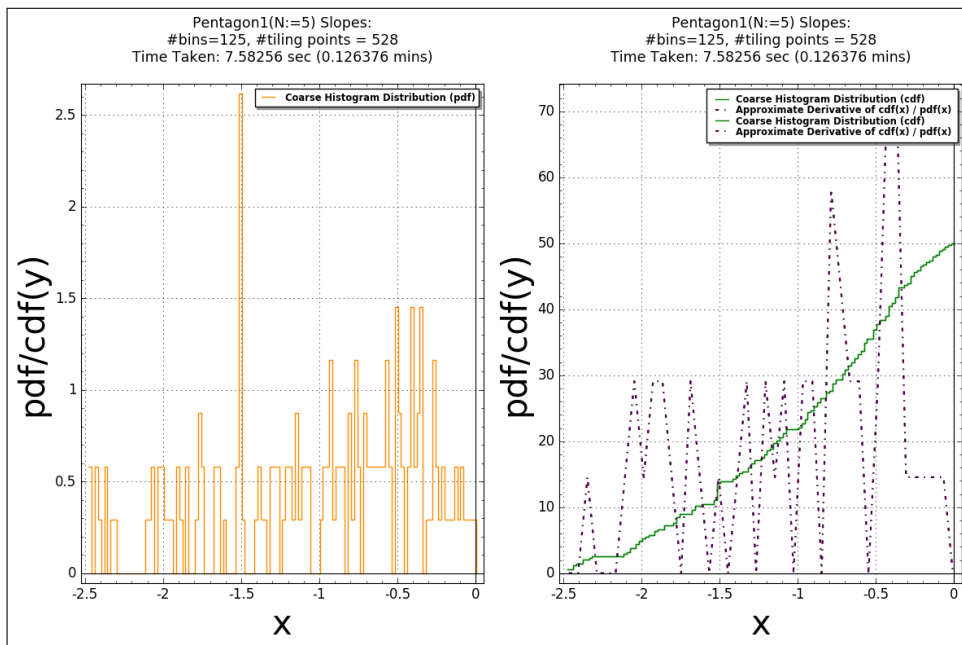 Pentagon1(N:=5) Slopes:
#bins=125, #tiling points = 528
Time Taken: 7.58256 sec (0.126376 mins)
Coarse Histogram Distribution (pdf)
pdf/cdf(y)
2.5
2
1.5
1
0.5
0
-2.5 -2 -1.5 -1 -0.5 0
x
Pentagon1(N:=5) Slopes:
#bins=125, #tiling points = 528
Time Taken: 7.58256 sec (0.126376 mins)
Coarse Histogram Distribution (cdf)
Approximate Derivative of cdf(x) / pdf(x)
Coarse Histogram Distribution (cdf)
Approximate Derivative of cdf(x) / pdf(x)
pdf/cdf(y)
70
60
50
40
30
20
10
0
-2.5 -2 -1.5 -1 -0.5 0
x